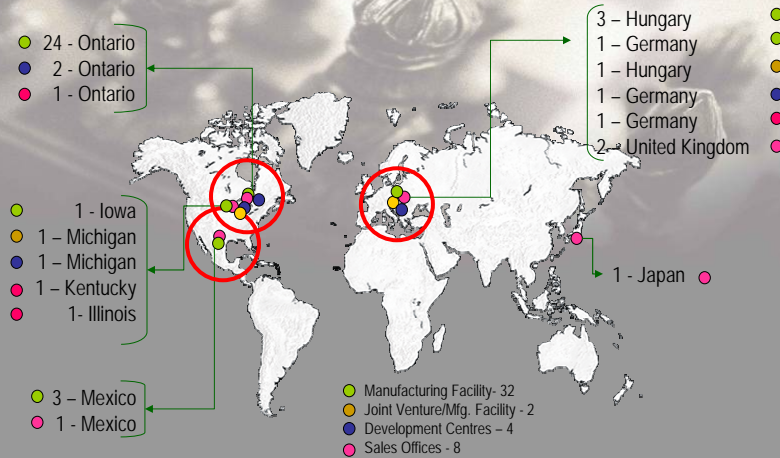 24 - Ontario
2 - Ontario
1 - Ontario
3 – Hungary
1 – Germany
1 – Hungary
1 – Germany
1 – Germany
2 – United Kingdom
1 - Iowa
1 – Michigan
1 – Michigan
1 – Kentucky
1- Illinois
1 - Japan
3 – Mexico
1 - Mexico
Manufacturing Facility- 32
Joint Venture/Mfg. Facility - 2
Development Centres – 4
Sales Offices - 8